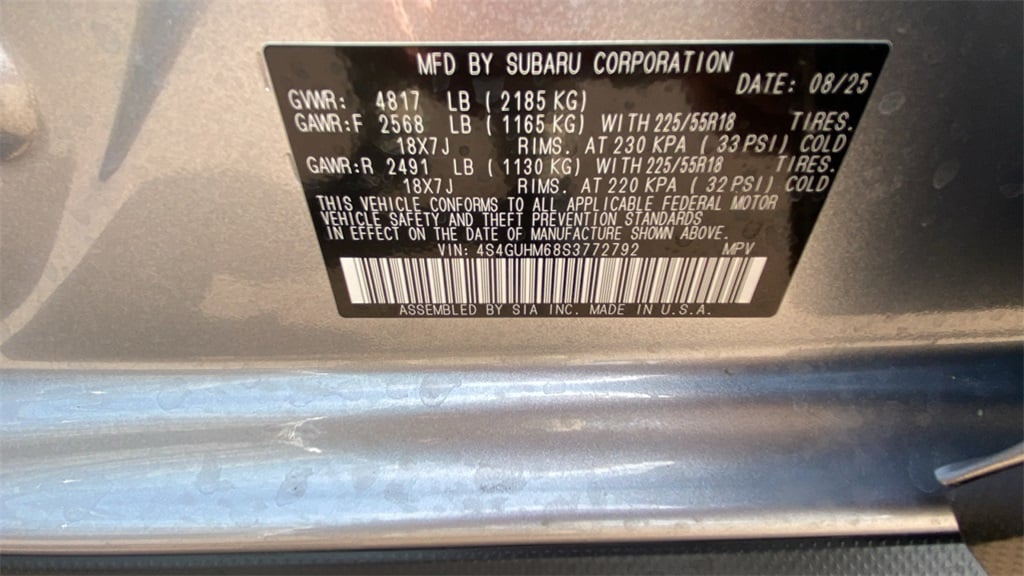 MFD BY SUBARU CORPORATION
DATE: 08/25
GVWR: 4817 LB ( 2185 KG)
GAWR:F 2568 LB ( 1165 KG) WITH 225/55R18 TIRES.
18X7J RIMS. AT 230 KPA ( 33 PSI) COLD
GAWR:R 2491 LB ( 1130 KG) WITH 225/55R18 TIRES.
18X7J RIMS. AT 220 KPA ( 32 PSI) COLD
THIS VEHICLE CONFORMS TO ALL APPLICABLE FEDERAL MOTOR
VEHICLE SAFETY AND THEFT PREVENTION STANDARDS
IN EFFECT ON THE DATE OF MANUFACTURE SHOWN ABOVE.
VIN: 4S4GUHM68S3772792 MPV
ASSEMBLED BY SIA INC. MADE IN U.S.A.